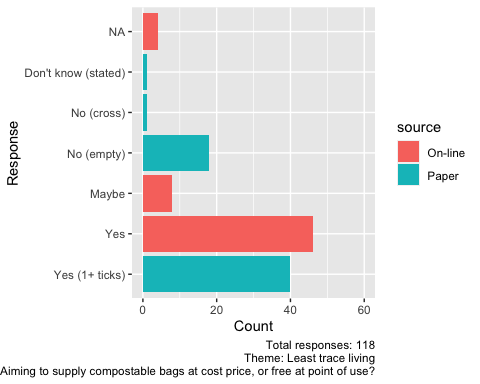 NA
Don't know (stated)
No (cross)
No (empty)
Maybe
Yes
Yes (1+ ticks)
Response
0 20 40 60
Count
source
On-line
Paper
Total responses: 118
Theme: Least trace living
Aiming to supply compostable bags at cost price, or free at point of use?